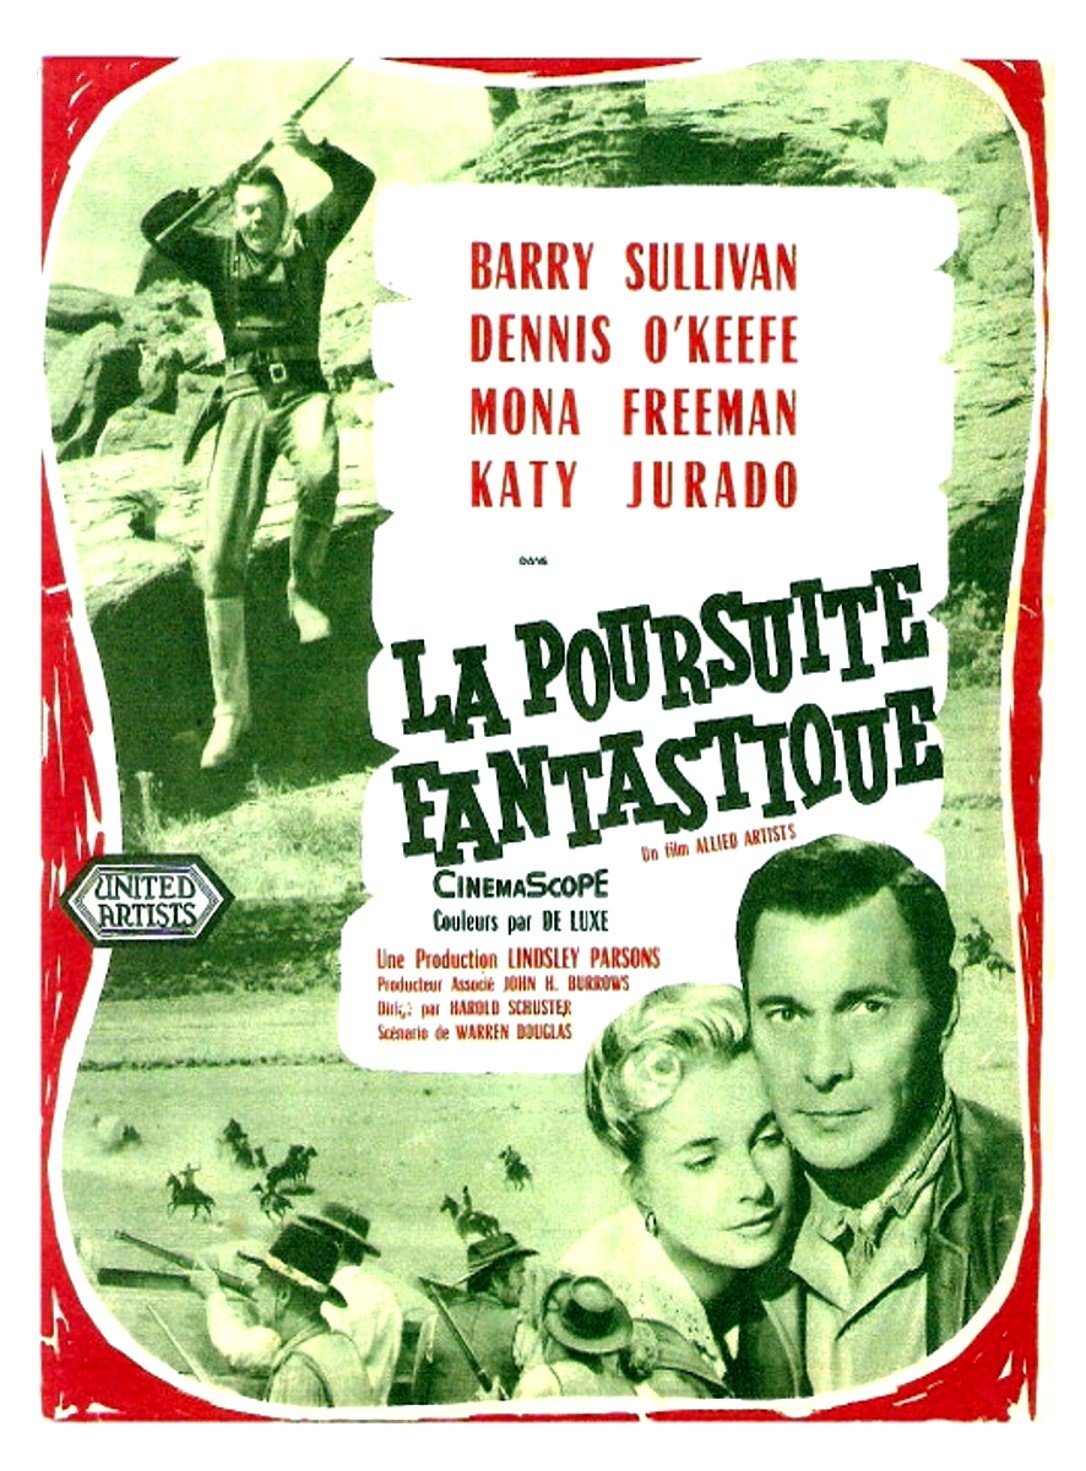 BARRY SULLIVAN
DENNIS O'KEEFE
MONA FREEMAN
KATY JURADO
DANS
LA POURSUITE
FANTASTIQUE
Un film ALLIED ARTISTS
CINEMASCOPE
Couleurs par DE LUXE
Une Production LINDSLEY PARSONS
Producteur Associé JOHN H. BURROWS
Dirigé par HAROLD SCHUSTER
Scénario de WARREN DOUGLAS
UNITED
ARTISTS